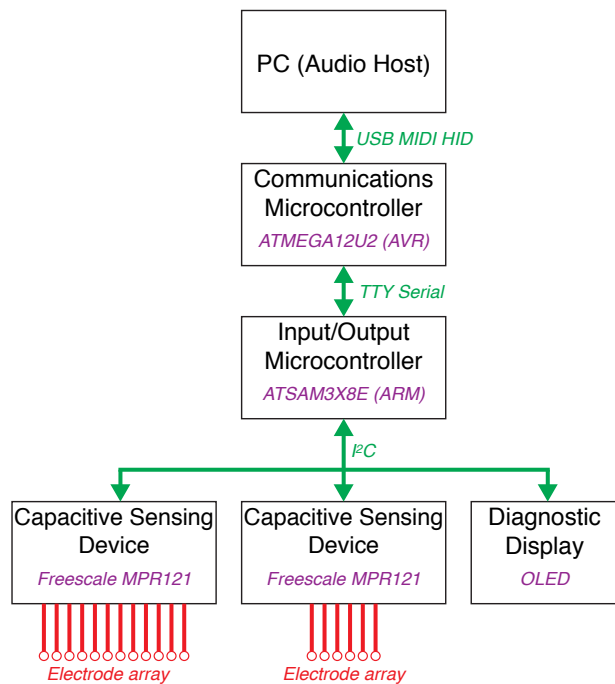 PC (Audio Host)
USB MIDI HID
Communications
Microcontroller
ATMEGA12U2 (AVR)
TTY Serial
Input/Output
Microcontroller
ATSAM3X8E (ARM)
I²C
Capacitive Sensing
Device
Freescale MPR121
Electrode array
Capacitive Sensing
Device
Freescale MPR121
Electrode array
Diagnostic
Display
OLED